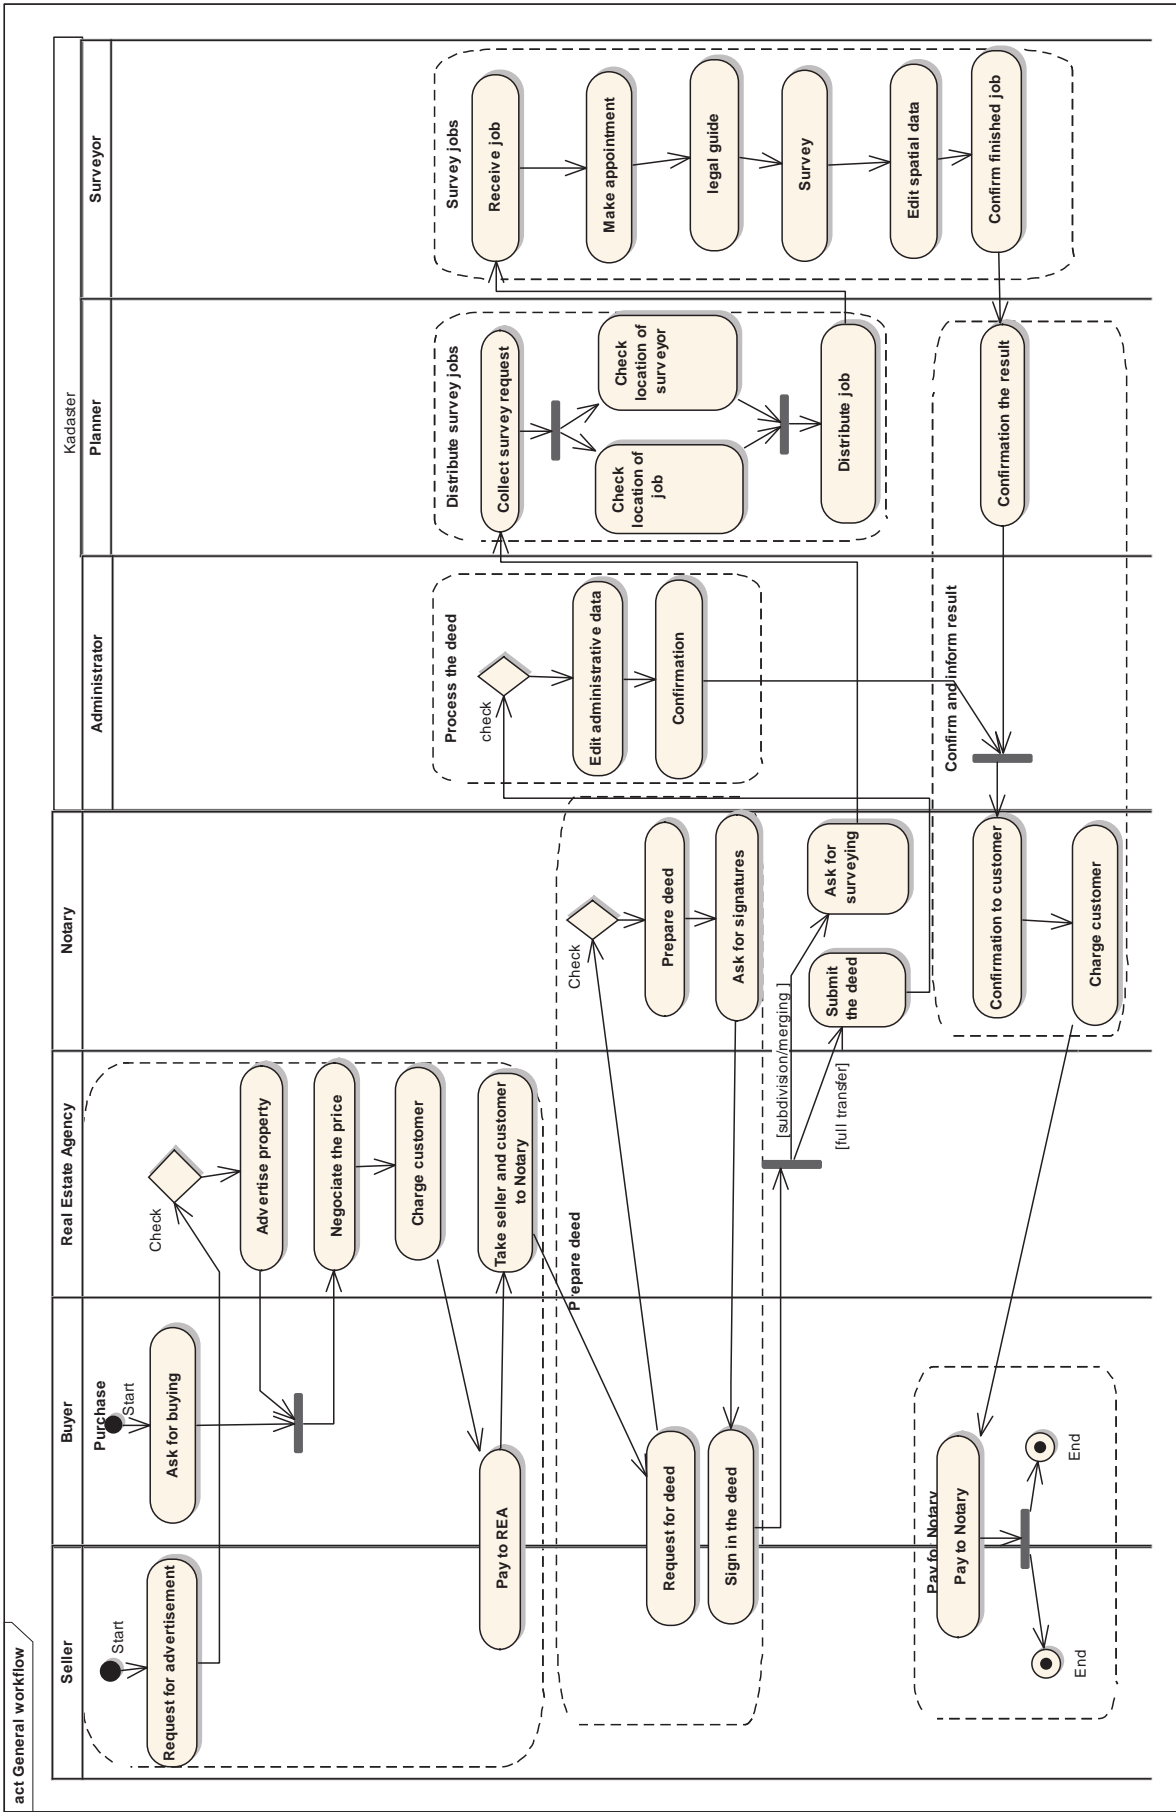 act General workflow
Seller
Buyer
Real Estate Agency
Notary
Kadaster
Administrator
Planner
Surveyor
Start
Request for advertisement
Purchase
Start
Ask for buying
Check
Advertise property
Negociate the price
Charge customer
Pay to REA
Take seller and customer
to Notary
Prepare deed
Request for deed
Check
Prepare deed
Ask for signatures
Sign in the deed
[subdivision/merging ]
[full transfer]
Submit
the deed
Ask for
surveying
Process the deed
check
Edit administrative data
Confirmation
Distribute survey jobs
Collect survey request
Check
location of
job
Check
location of
surveyor
Distribute job
Survey jobs
Receive job
Make appointment
legal guide
Survey
Edit spatial data
Confirm finished job
Confirm and inform result
Confirmation the result
Confirmation to customer
Charge customer
Pay for Notary
Pay to Notary
End
End